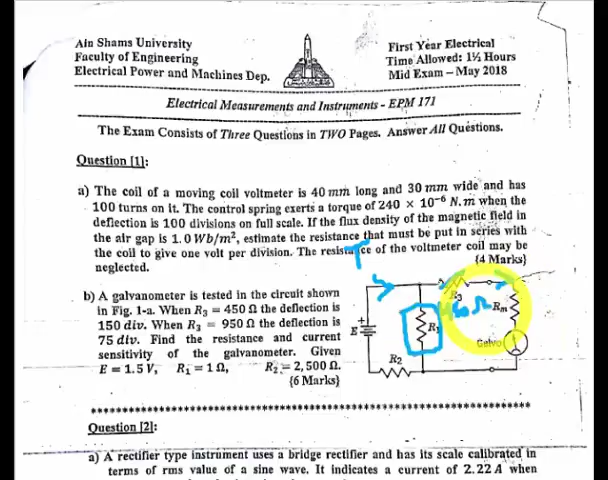 Ain Shams University
Faculty of Engineering
Electrical Power and Machines Dep.
First Year Electrical
Time Allowed: 1½ Hours
Mid Exam – May 2018
Electrical Measurements and Instruments - EPM 171
The Exam Consists of Three Questions in TWO Pages. Answer All Questions.
Question [1]:
a) The coil of a moving coil voltmeter is 40 mm long and 30 mm wide and has
100 turns on it. The control spring exerts a torque of 240 × 10⁻⁶ N.m when the
deflection is 100 divisions on full scale. If the flux density of the magnetic field in
the air gap is 1.0Wb/m², estimate the resistance that must be put in series with
the coil to give one volt per division. The resistance of the voltmeter coil may be
neglected.
{4 Marks}
b) A galvanometer is tested in the circuit shown
in Fig. 1-a. When R₃ = 450 Ω the deflection is
150 div. When R₃ = 950 Ω the deflection is
75 div. Find the resistance and current
sensitivity of the galvanometer. Given
E = 1.5 V, R₁ = 1 Ω, R₂ = 2,500 Ω.
{6 Marks}
I
R₃
Rₘ
E
R₁
Galvo
R₂
Question [2]:
a) A rectifier type instrument uses a bridge rectifier and has its scale calibrated in
terms of rms value of a sine wave. It indicates a current of 2.22 A when